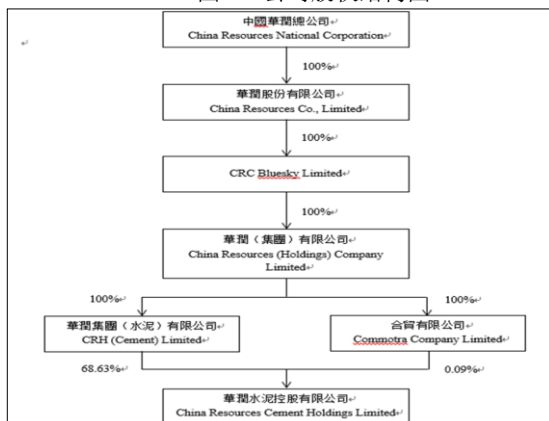 中國華潤總公司
China Resources National Corporation
100%
華潤股份有限公司
China Resources Co., Limited
100%
CRC Bluesky Limited
100%
華潤（集團）有限公司
China Resources (Holdings) Company
Limited
100%
100%
華潤集團（水泥）有限公司
CRH (Cement) Limited
合貿有限公司
Commotra Company Limited
68.63%
0.09%
華潤水泥控股有限公司
China Resources Cement Holdings Limited